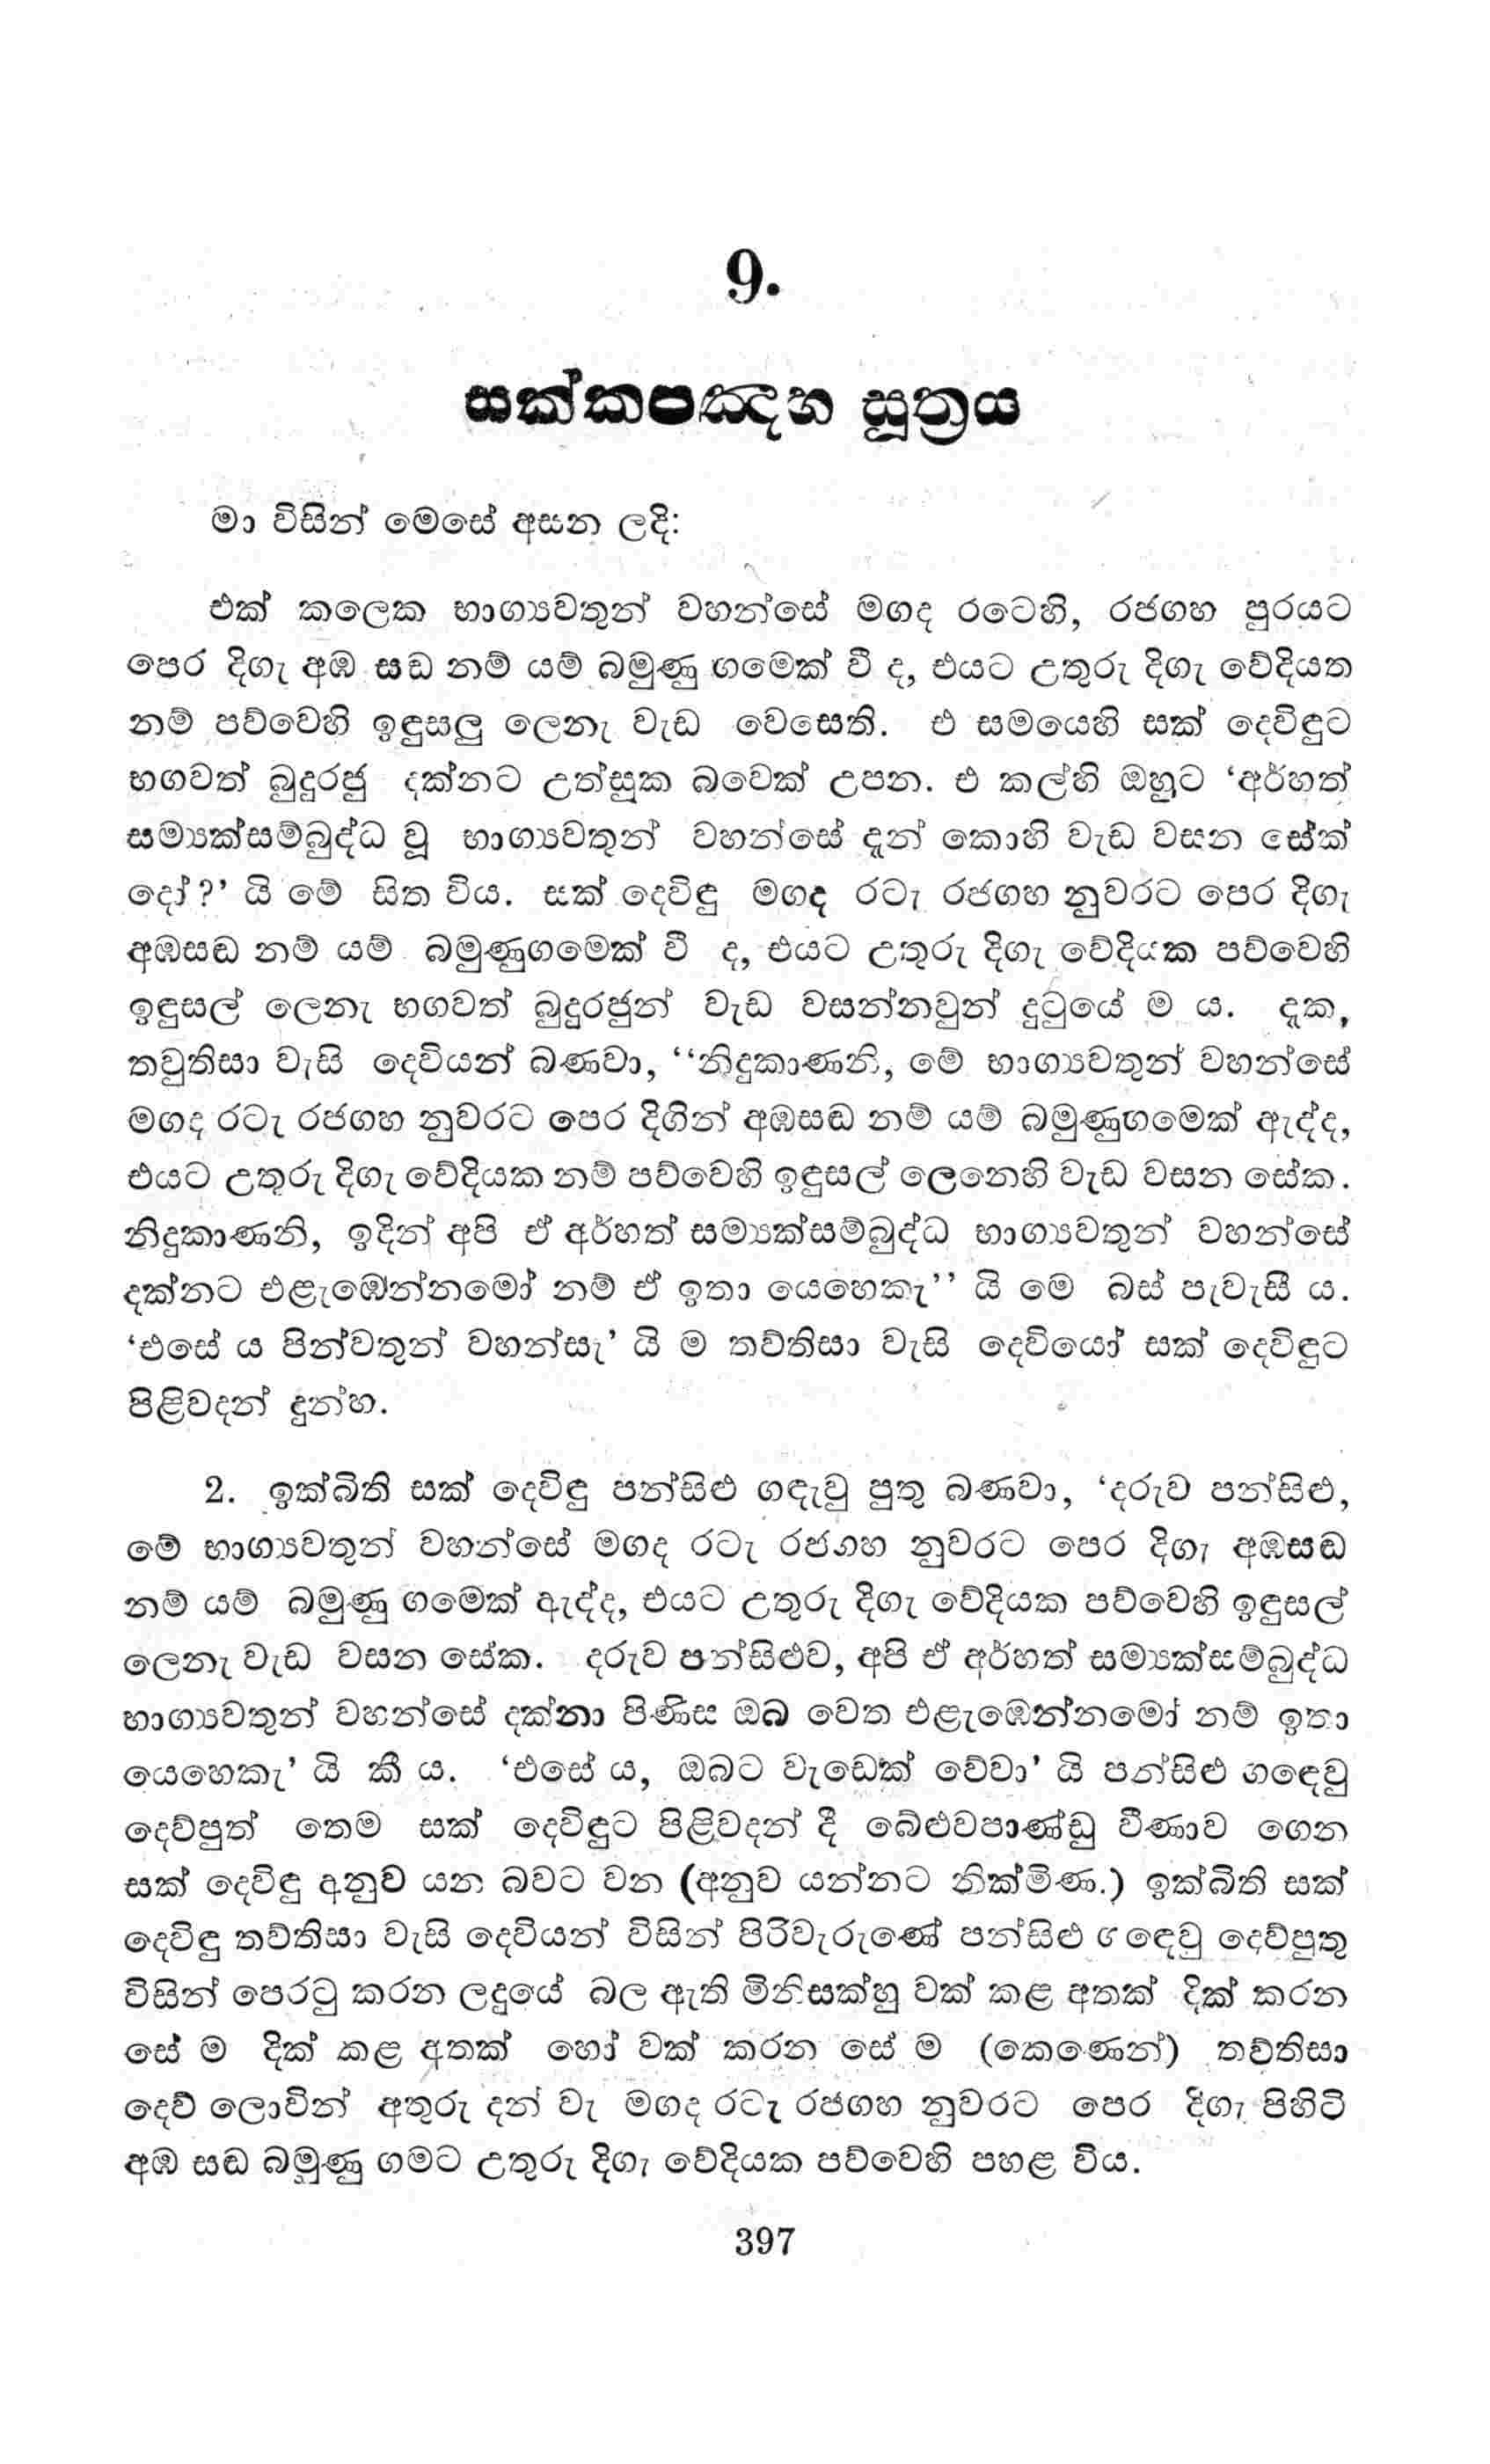 9.
සක්කපඤ්හ සූත්‍රය
මා විසින් මෙසේ අසන ලදි:
එක් කලෙක භාග්‍යවතුන් වහන්සේ මගද රටෙහි, රජගහ පුරයට
පෙර දිගැ අඹ සඩ නම් යම් බමුණු ගමෙක් වී ද, එයට උතුරු දිගැ වේදියත
නම් පව්වෙහි ඉඳුසලු ලෙනැ වැඩ වෙසෙති. එ සමයෙහි සක් දෙවිඳුට
භගවත් බුදුරජු දක්නට උත්සුක බවෙක් උපන. එ කල්හි ඔහුට ‘අර්හත්
සම්‍යක්සම්බුද්ධ වූ භාග්‍යවතුන් වහන්සේ දැන් කොහි වැඩ වසන සේක්
දෝ?’ යි මේ සිත විය. සක් දෙවිඳු මගද රටැ රජගහ නුවරට පෙර දිගැ
අඹසඬ නම් යම් බමුණුගමෙක් වී ද, එයට උතුරු දිගැ වේදියක පව්වෙහි
ඉඳුසල් ලෙනැ භගවත් බුදුරජුන් වැඩ වසන්නවුන් දුටුයේ ම ය. දැක,
තවුතිසා වැසි දෙවියන් බණවා, “නිදුකාණනි, මේ භාග්‍යවතුන් වහන්සේ
මගද රටැ රජගහ නුවරට පෙර දිගින් අඹසඬ නම් යම් බමුණුගමෙක් ඇද්ද,
එයට උතුරු දිගැ වේදියක නම් පව්වෙහි ඉඳුසල් ලෙනෙහි වැඩ වසන සේක.
නිදුකාණනි, ඉදින් අපි ඒ අර්හත් සම්‍යක්සම්බුද්ධ භාග්‍යවතුන් වහන්සේ
දක්නට එළැඹෙන්නමෝ නම් ඒ ඉතා යෙහෙකැ” යි මෙ බස් පැවැසී ය.
‘එසේ ය පින්වතුන් වහන්සැ’ යි ම තව්තිසා වැසි දෙවියෝ සක් දෙවිඳුට
පිළිවදන් දුන්හ.
2. ඉක්බිති සක් දෙවිඳු පන්සිළු ගඳැවු පුතු බණවා, ‘දරුව පන්සිළු,
මේ භාග්‍යවතුන් වහන්සේ මගද රටැ රජගහ නුවරට පෙර දිගැ අඹසඬ
නම් යම් බමුණු ගමෙක් ඇද්ද, එයට උතුරු දිගැ වේදියක පව්වෙහි ඉඳුසල්
ලෙනැ වැඩ වසන සේක. දරුව පන්සිළුව, අපි ඒ අර්හත් සම්‍යක්සම්බුද්ධ
භාග්‍යවතුන් වහන්සේ දක්නා පිණිස ඔබ වෙත එළැඹෙන්නමෝ නම් ඉතා
යෙහෙකැ’ යි කී ය. ‘එසේ ය, ඔබට වැඩෙක් වේවා’ යි පන්සිළු ගඳෙවු
දෙව්පුත් තෙම සක් දෙවිඳුට පිළිවදන් දී බේළුවපාණ්ඩු වීණාව ගෙන
සක් දෙවිඳු අනුව යන බවට වන (අනුව යන්නට නික්මිණ.) ඉක්බිති සක්
දෙවිඳු තව්තිසා වැසි දෙවියන් විසින් පිරිවැරුණේ පන්සිළු ගඳෙවු දෙව්පුතු
විසින් පෙරටු කරන ලදුයේ බල ඇති මිනිසක්හු වක් කළ අතක් දික් කරන
සේ ම දික් කළ අතක් හෝ වක් කරන සේ ම (කෙණෙන්) තව්තිසා
දෙව් ලොවින් අතුරු දන් වැ මගද රටැ රජගහ නුවරට පෙර දිගැ පිහිටි
අඹ සඬ බමුණු ගමට උතුරු දිගැ වේදියක පව්වෙහි පහළ විය.
397